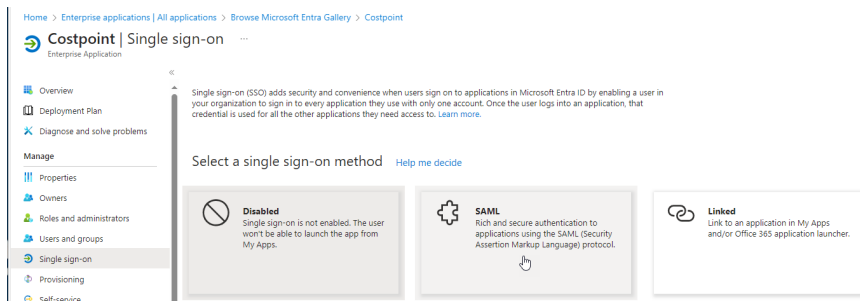 Home > Enterprise applications | All applications > Browse Microsoft Entra Gallery > Costpoint
Costpoint | Single sign-on ...
Enterprise Application
«
Overview
Deployment Plan
Diagnose and solve problems
Manage
Properties
Owners
Roles and administrators
Users and groups
Single sign-on
Provisioning
Self-service
Single sign-on (SSO) adds security and convenience when users sign on to applications in Microsoft Entra ID by enabling a user in
your organization to sign in to every application they use with only one account. Once the user logs into an application, that
credential is used for all the other applications they need access to. Learn more.
Select a single sign-on method Help me decide
Disabled
Single sign-on is not enabled. The user
won't be able to launch the app from
My Apps.
SAML
Rich and secure authentication to
applications using the SAML (Security
Assertion Markup Language) protocol.
Linked
Link to an application in My Apps
and/or Office 365 application launcher.